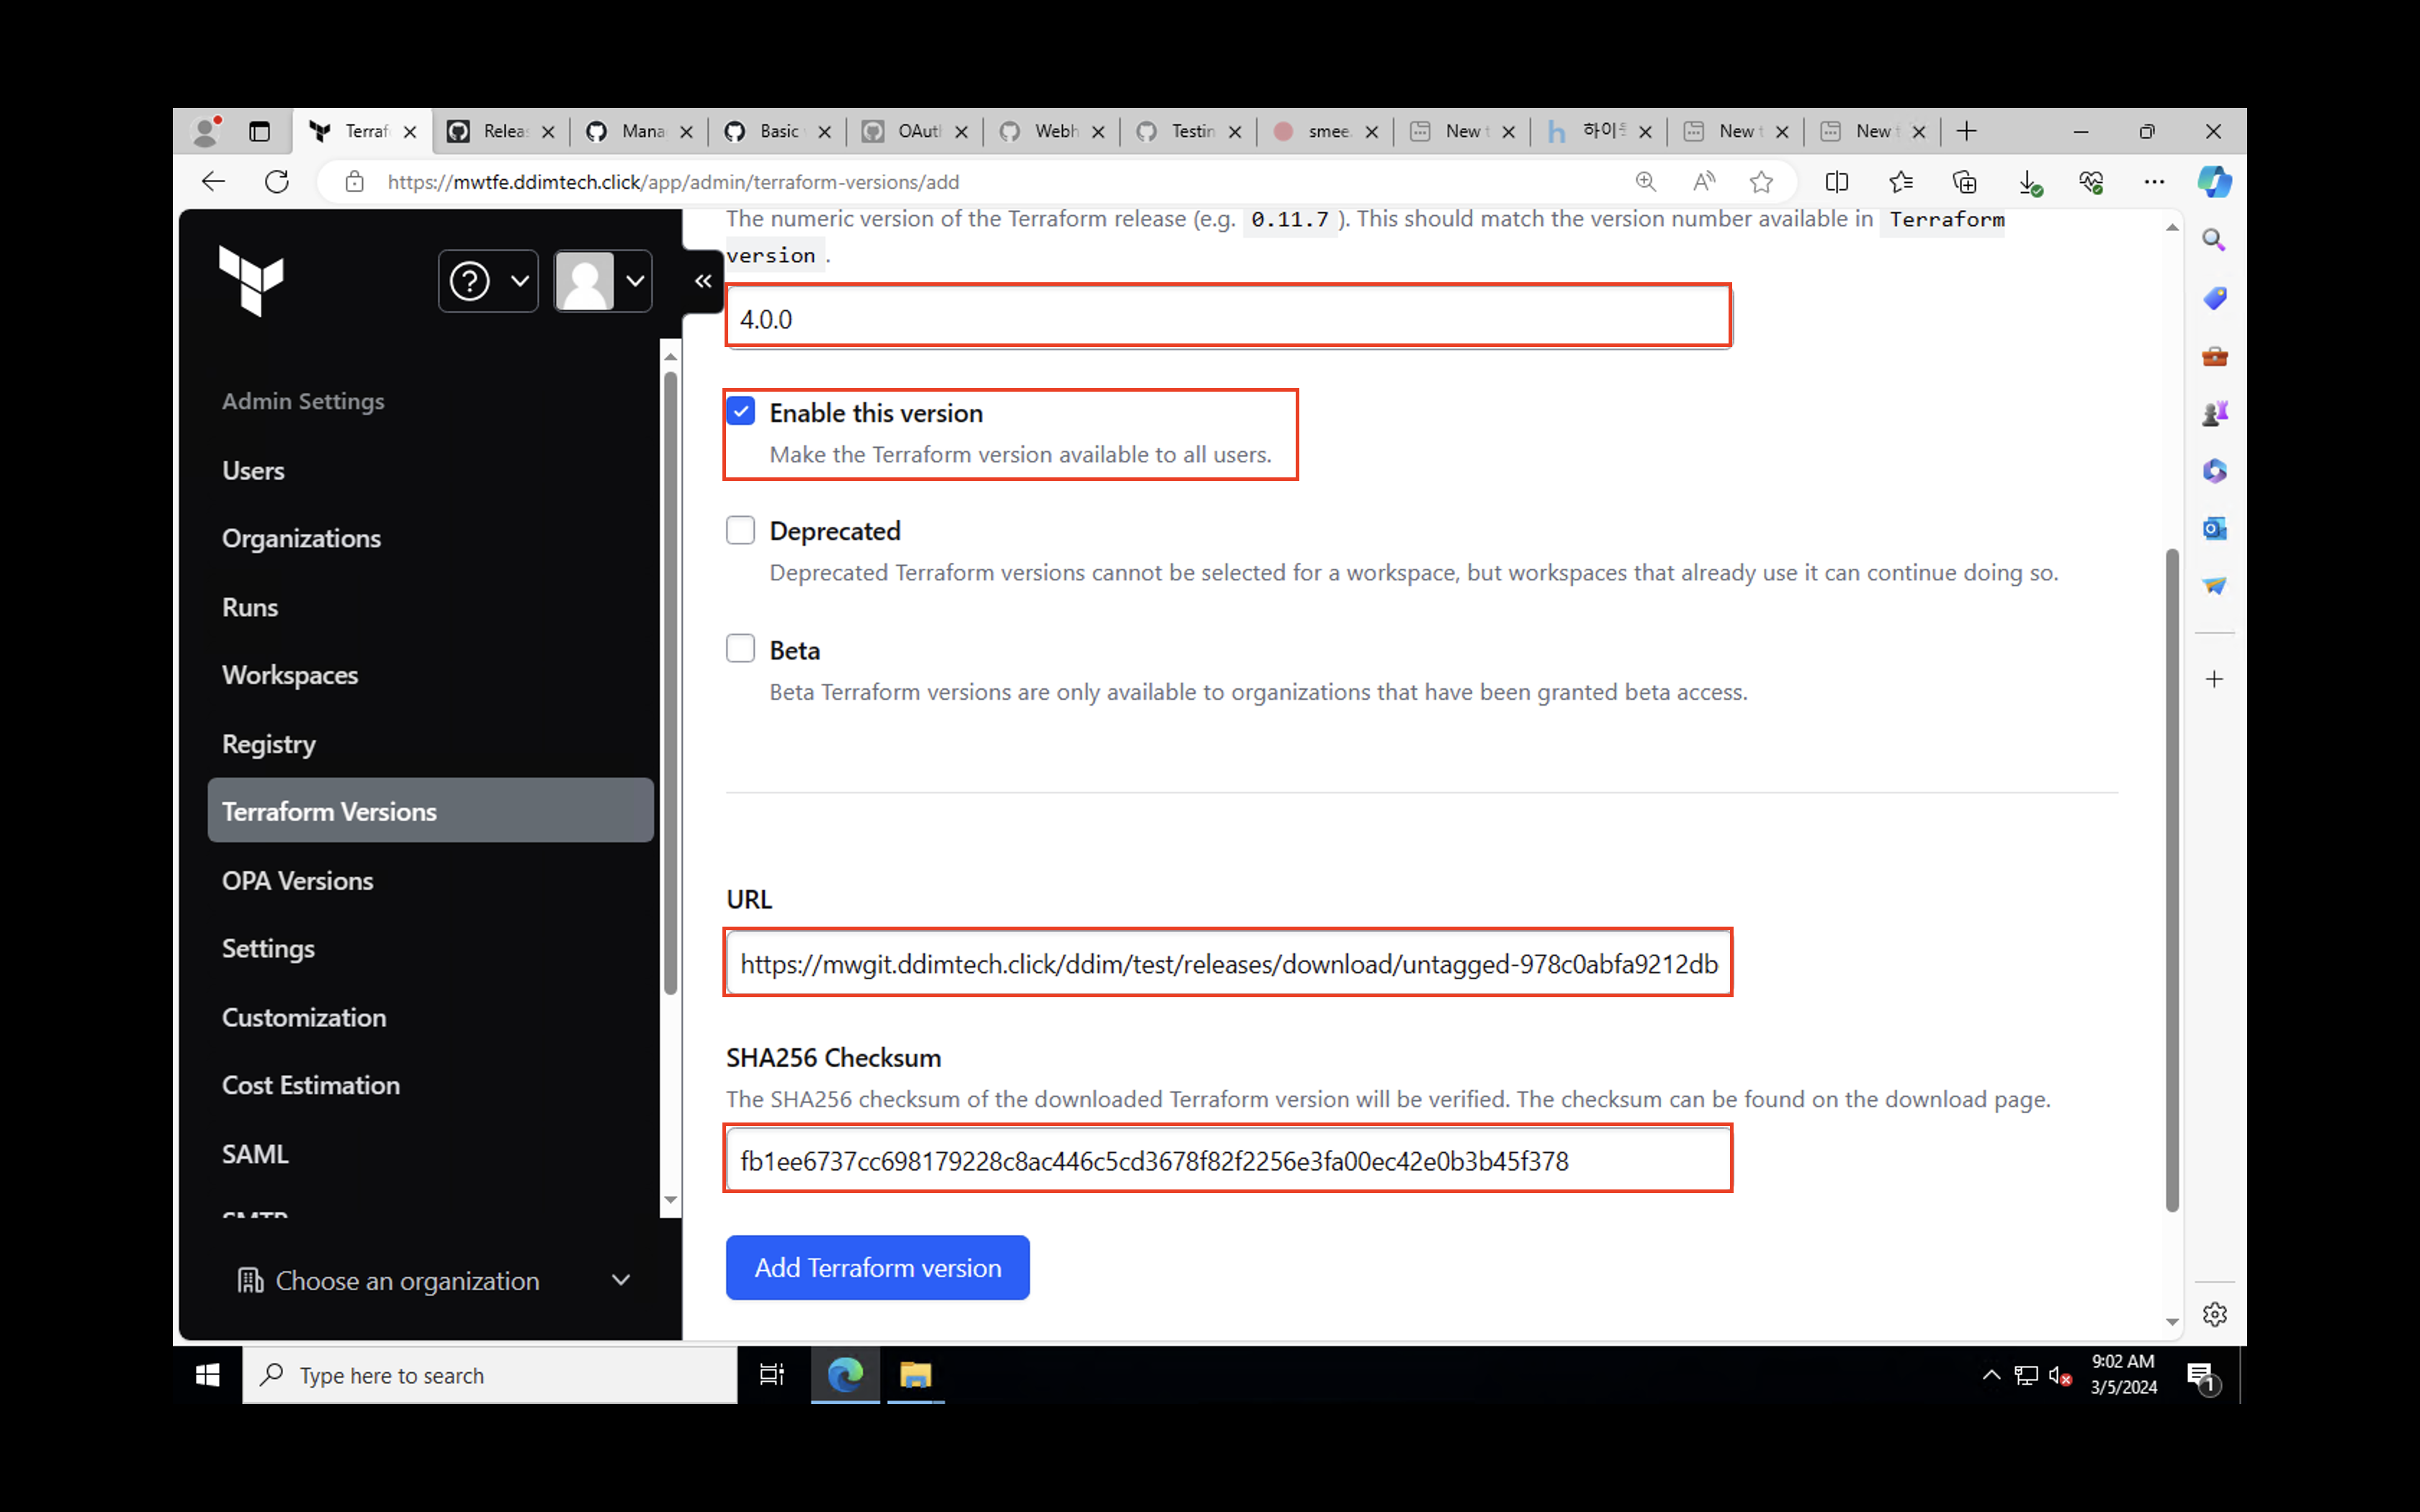 Terraf
Relea
Mana
Basic
OAuth
Webh
Testin
smee.
New t
하이
New t
New t
https://mwtfe.ddimtech.click/app/admin/terraform-versions/add
The numeric version of the Terraform release (e.g. 0.11.7 ). This should match the version number available in Terraform
version .
4.0.0
Admin Settings
Users
Organizations
Runs
Workspaces
Registry
Terraform Versions
OPA Versions
Settings
Customization
Cost Estimation
SAML
SMTP
Choose an organization
Enable this version
Make the Terraform version available to all users.
Deprecated
Deprecated Terraform versions cannot be selected for a workspace, but workspaces that already use it can continue doing so.
Beta
Beta Terraform versions are only available to organizations that have been granted beta access.
URL
https://mwgit.ddimtech.click/ddim/test/releases/download/untagged-978c0abfa9212db
SHA256 Checksum
The SHA256 checksum of the downloaded Terraform version will be verified. The checksum can be found on the download page.
fb1ee6737cc698179228c8ac446c5cd3678f82f2256e3fa00ec42e0b3b45f378
Add Terraform version
Type here to search
9:02 AM
3/5/2024
1